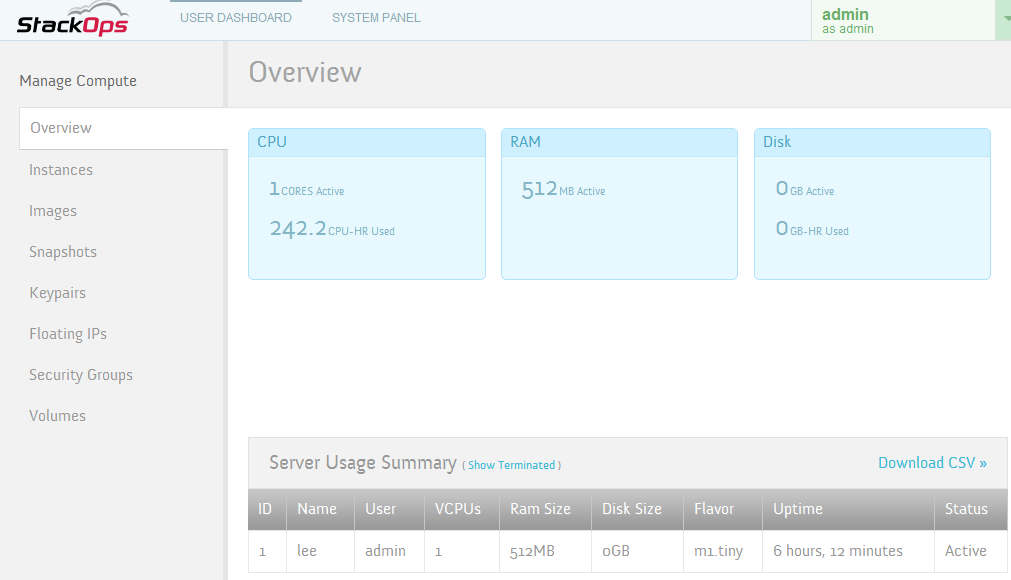 StackOps
USER DASHBOARD SYSTEM PANEL
admin
as admin
Manage Compute
Overview
Instances
Images
Snapshots
Keypairs
Floating IPs
Security Groups
Volumes
Overview
CPU
1 CORES Active
242.2 CPU-HR Used
RAM
512 MB Active
Disk
0 GB Active
0 GB-HR Used
Server Usage Summary ( Show Terminated ) Download CSV »
ID Name User VCPUs Ram Size Disk Size Flavor Uptime Status
1 lee admin 1 512MB 0GB m1.tiny 6 hours, 12 minutes Active